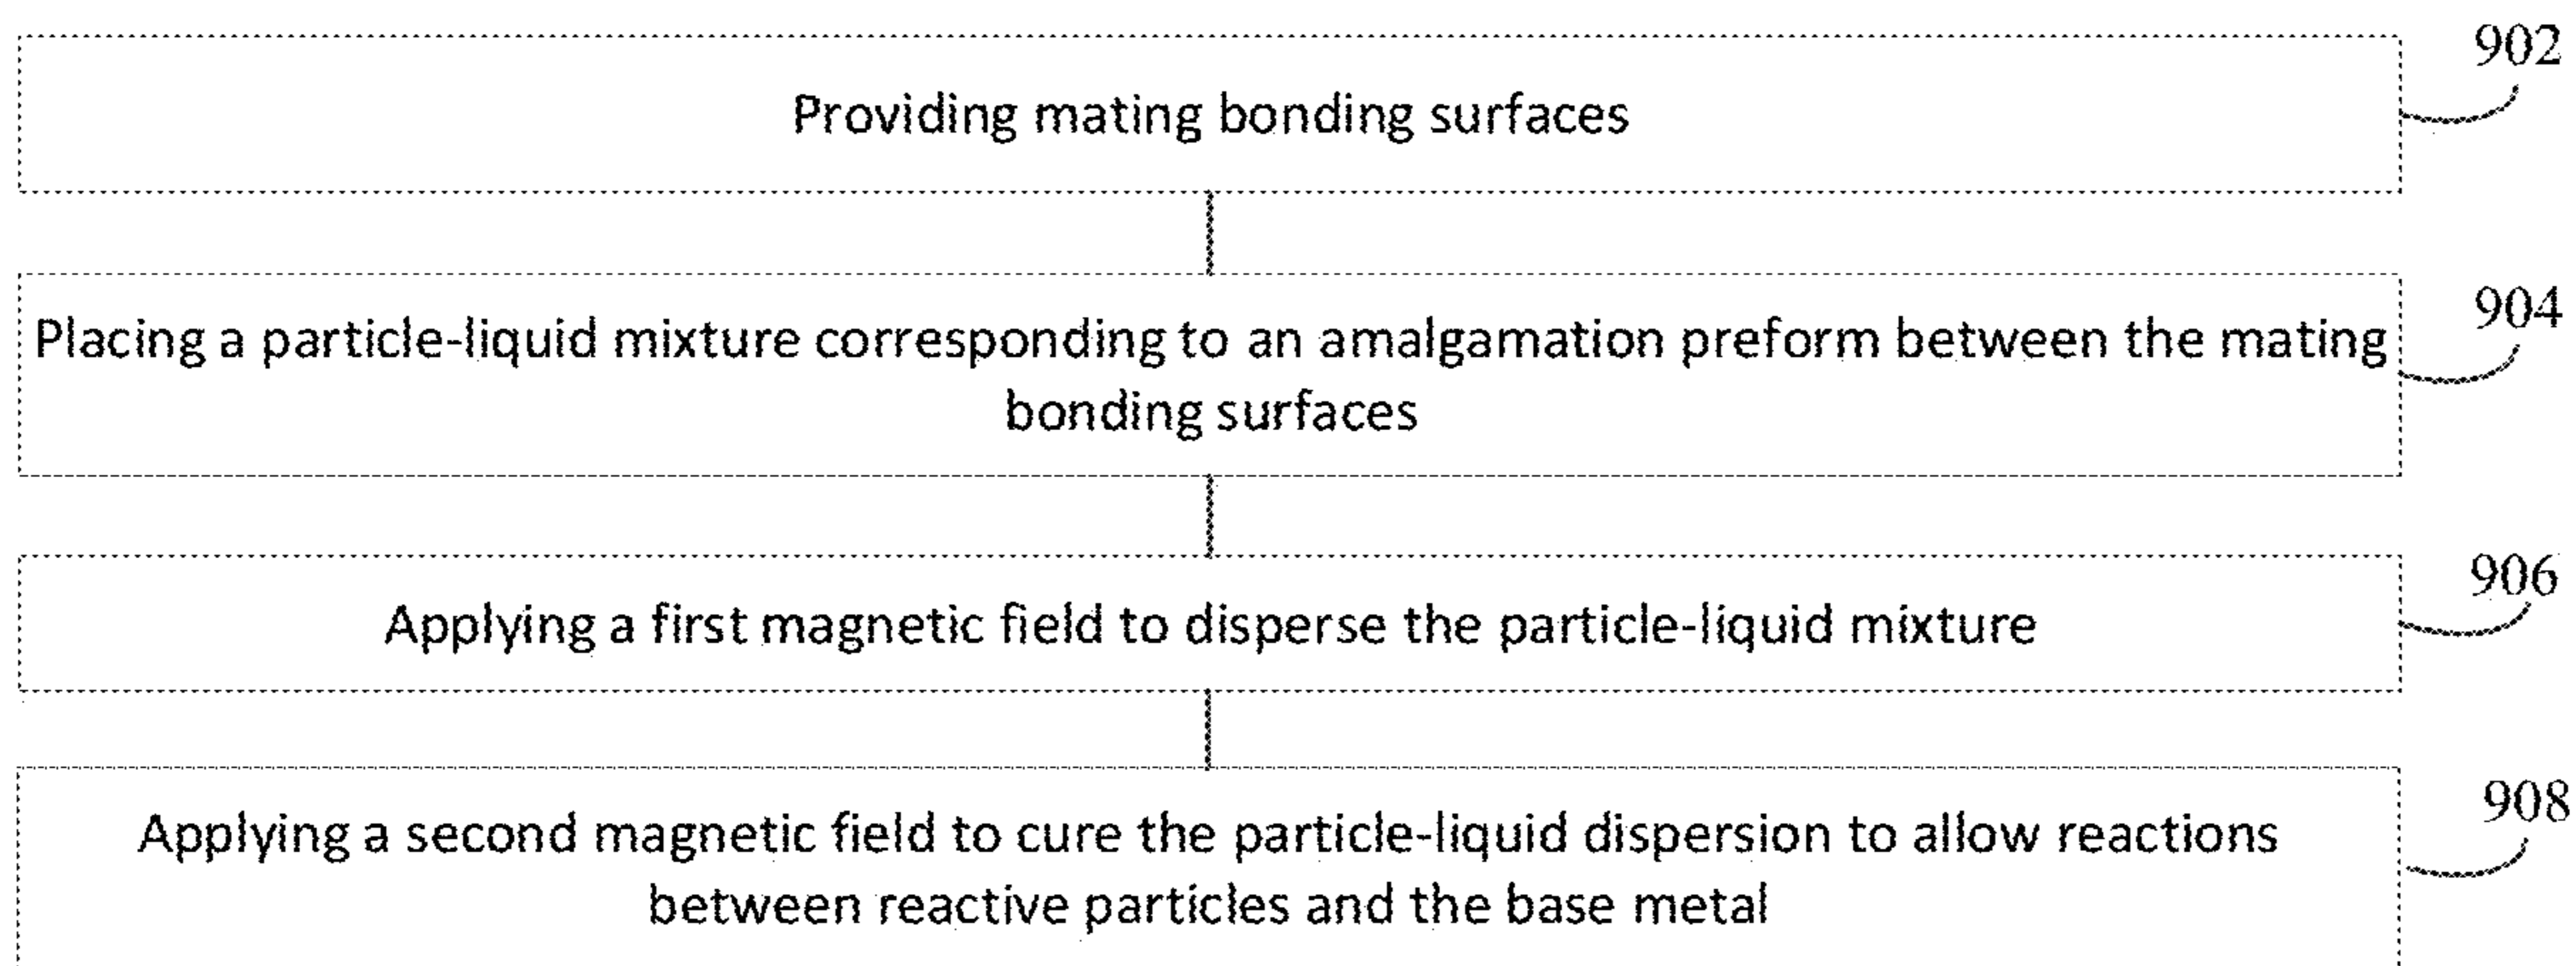 902
Providing mating bonding surfaces
904
Placing a particle-liquid mixture corresponding to an amalgamation preform between the mating
bonding surfaces
906
Applying a first magnetic field to disperse the particle-liquid mixture
908
Applying a second magnetic field to cure the particle-liquid dispersion to allow reactions
between reactive particles and the base metal